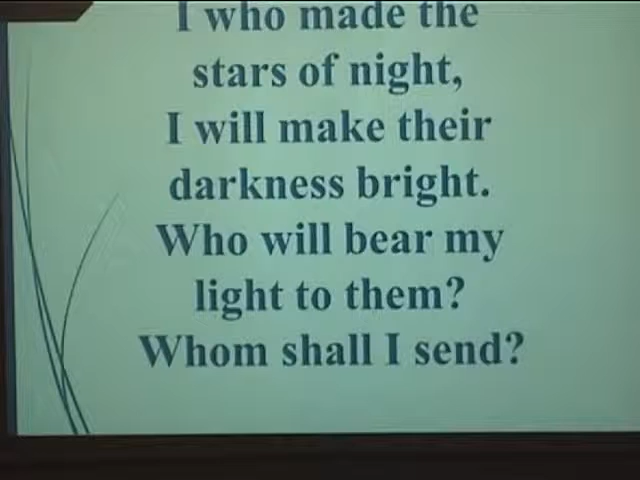 I who made the
stars of night,
I will make their
darkness bright.
Who will bear my
light to them?
Whom shall I send?